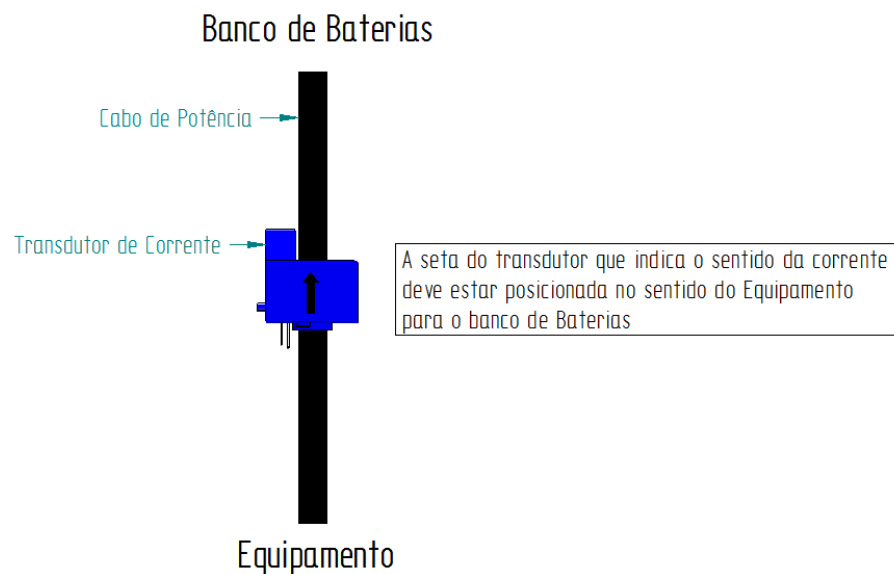 Banco de Baterias
Cabo de Potência
Transdutor de Corrente
A seta do transdutor que indica o sentido da corrente
deve estar posicionada no sentido do Equipamento
para o banco de Baterias
Equipamento